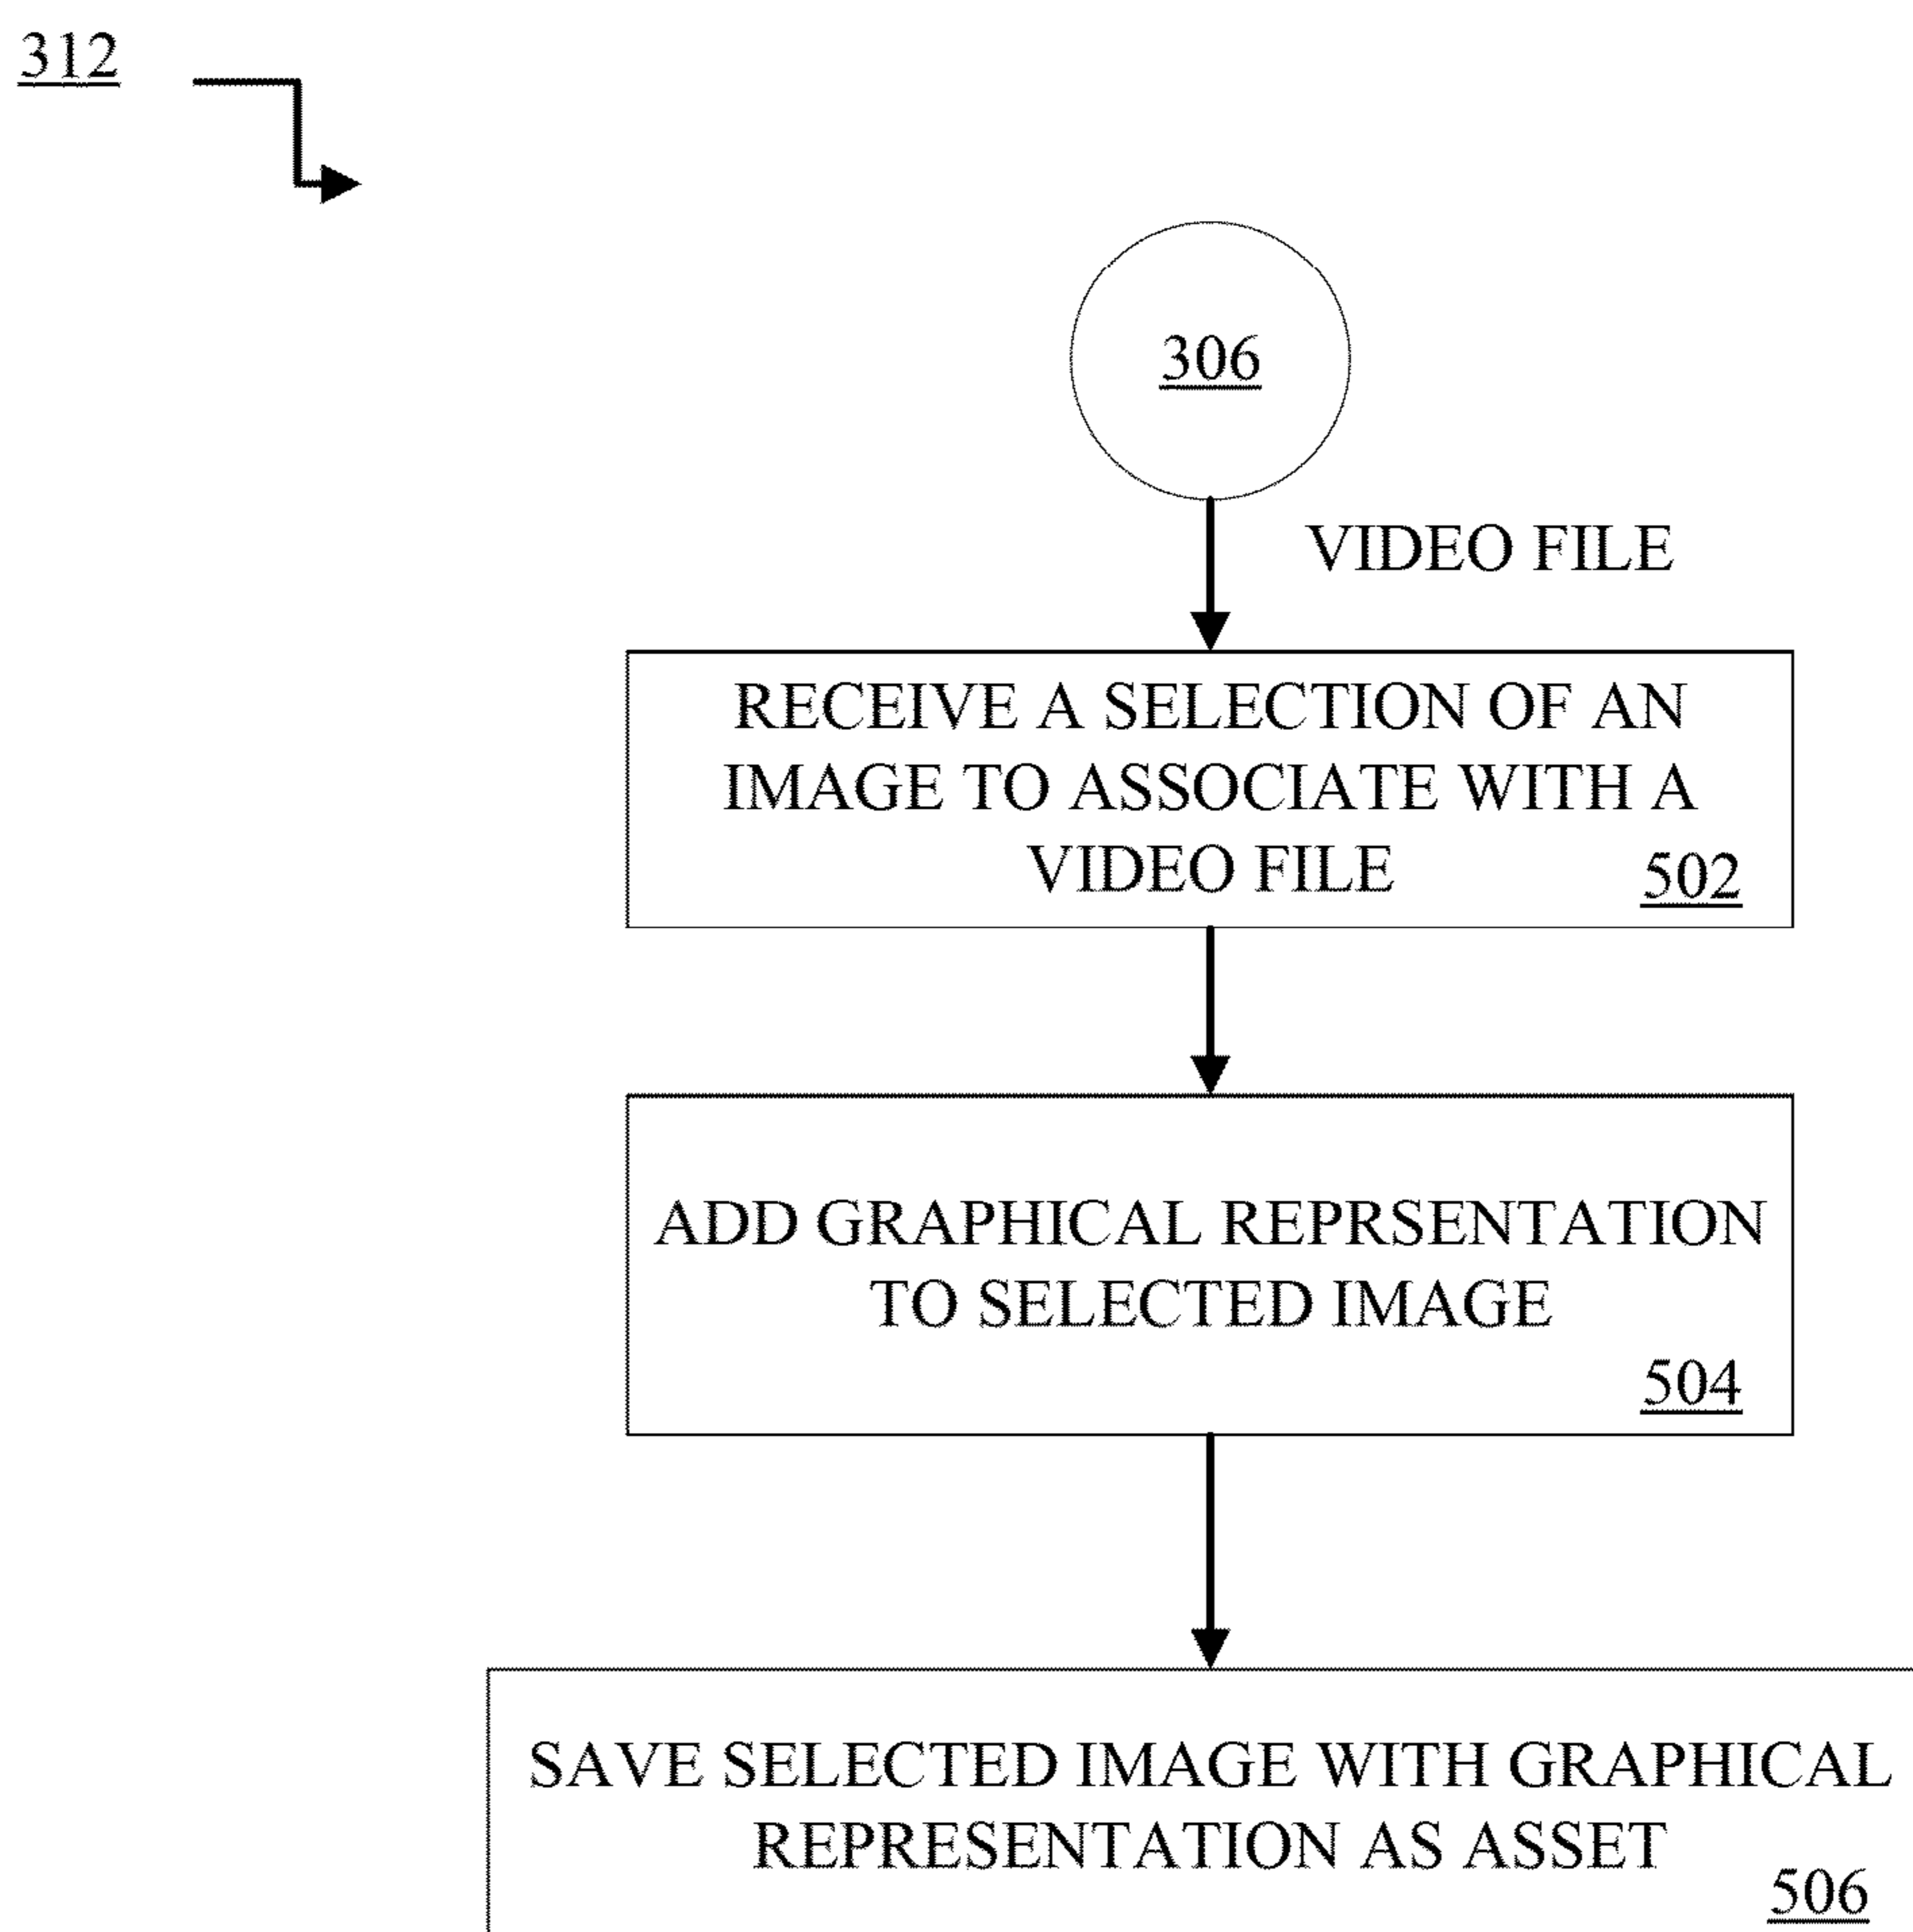 312
306
VIDEO FILE
RECEIVE A SELECTION OF AN
IMAGE TO ASSOCIATE WITH A
VIDEO FILE
502
ADD GRAPHICAL REPRSENTATION
TO SELECTED IMAGE
504
SAVE SELECTED IMAGE WITH GRAPHICAL
REPRESENTATION AS ASSET
506